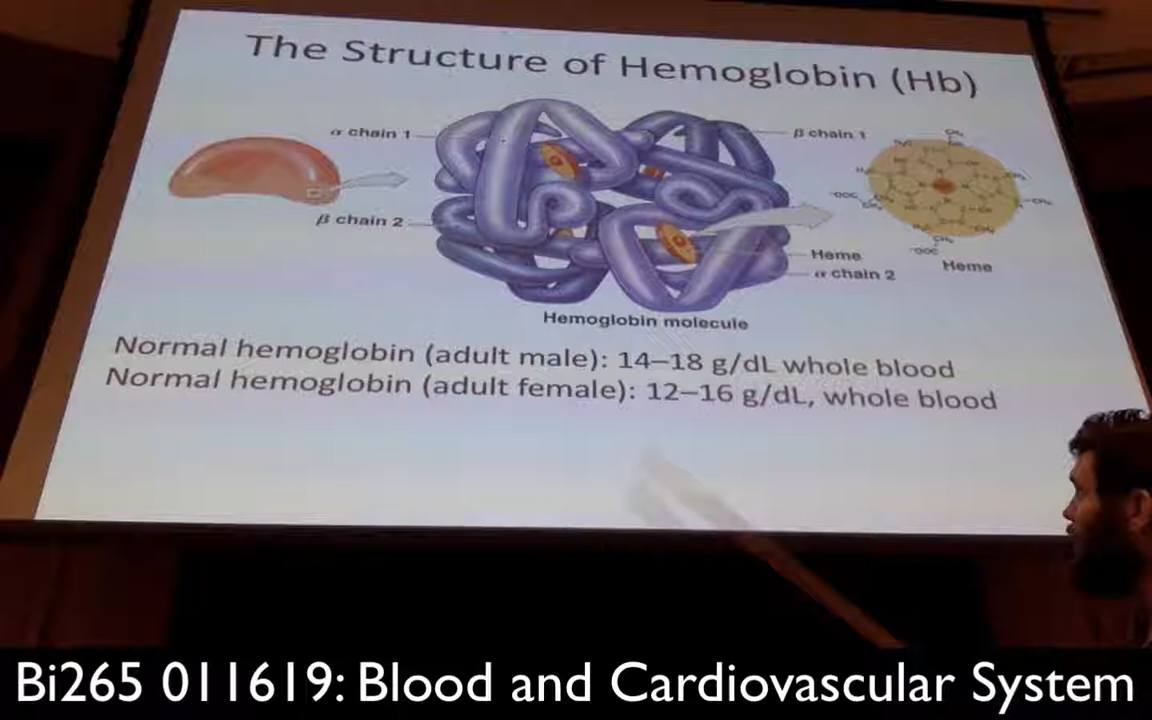 The Structure of Hemoglobin (Hb)
α chain 1
β chain 1
β chain 2
Heme
α chain 2
Heme
Hemoglobin molecule
Normal hemoglobin (adult male): 14–18 g/dL whole blood
Normal hemoglobin (adult female): 12–16 g/dL, whole blood
Bi265 011619: Blood and Cardiovascular System